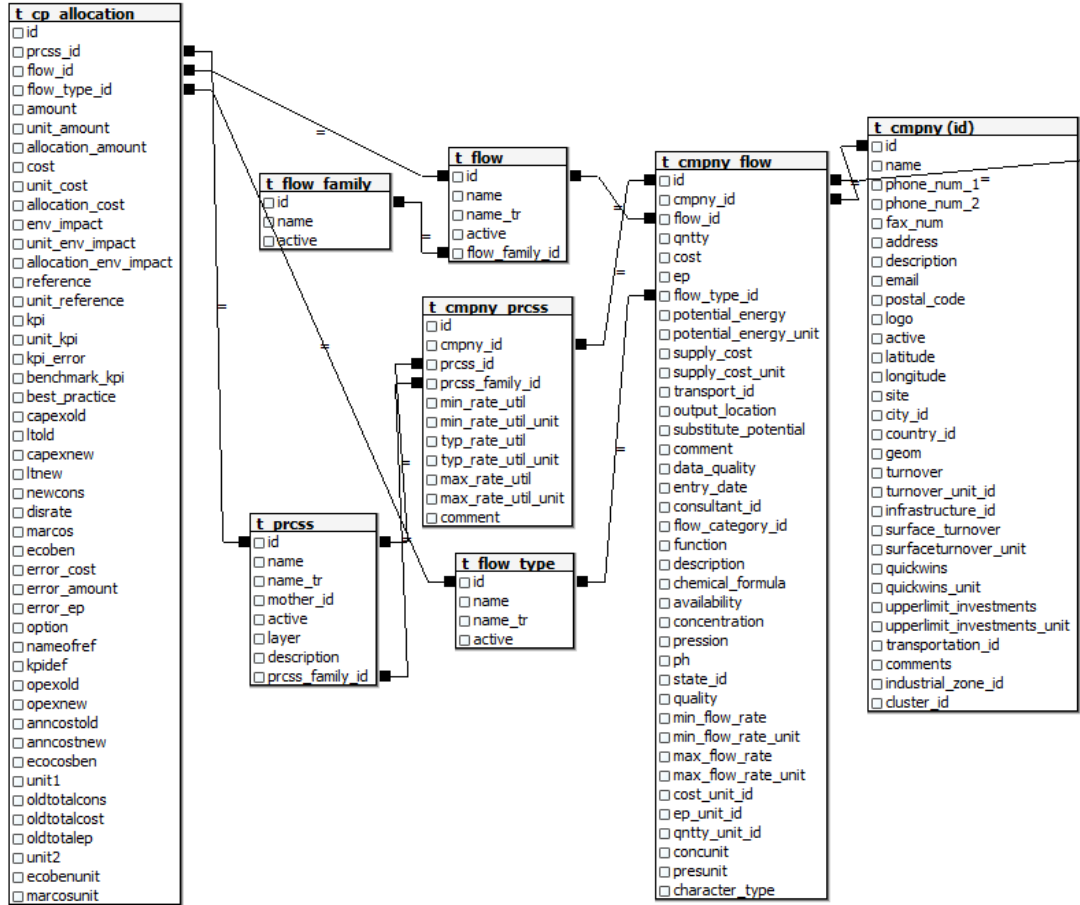 t_cp_allocation
id
prcss_id
flow_id
flow_type_id
amount
unit_amount
allocation_amount
cost
unit_cost
allocation_cost
env_impact
unit_env_impact
allocation_env_impact
reference
unit_reference
kpi
unit_kpi
kpi_error
benchmark_kpi
best_practice
capexold
ltold
capexnew
ltnew
newcons
disrate
marcos
ecoben
error_cost
error_amount
error_ep
option
nameofref
kpidef
opexold
opexnew
anncostold
anncostnew
ecocosben
unit1
oldtotalcons
oldtotalcost
oldtotalep
unit2
ecobenunit
marcosunit
t_flow_family
id
name
active
t_flow
id
name
name_tr
active
flow_family_id
t_cmpny_prcss
id
cmpny_id
prcss_id
prcss_family_id
min_rate_util
min_rate_util_unit
typ_rate_util
typ_rate_util_unit
max_rate_util
max_rate_util_unit
comment
t_prcss
id
name
name_tr
mother_id
active
layer
description
prcss_family_id
t_flow_type
id
name
name_tr
active
t_cmpny_flow
id
cmpny_id
flow_id
qntty
cost
ep
flow_type_id
potential_energy
potential_energy_unit
supply_cost
supply_cost_unit
transport_id
output_location
substitute_potential
comment
data_quality
entry_date
consultant_id
flow_category_id
function
description
chemical_formula
availability
concentration
pression
ph
state_id
quality
min_flow_rate
min_flow_rate_unit
max_flow_rate
max_flow_rate_unit
cost_unit_id
ep_unit_id
qntty_unit_id
concunit
presunit
character_type
t_cmpny (id)
id
name
phone_num_1
phone_num_2
fax_num
address
description
email
postal_code
logo
active
latitude
longitude
site
city_id
country_id
geom
turnover
turnover_unit_id
infrastructure_id
surface_turnover
surfaceturnover_unit
quickwins
quickwins_unit
upperlimit_investments
upperlimit_investments_unit
transportation_id
comments
industrial_zone_id
cluster_id
=
=
=
=
=
=
=
=
=
=
=